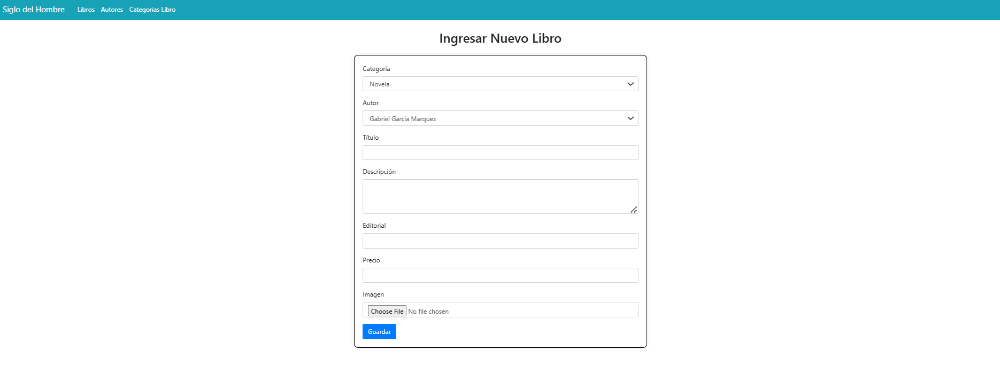 Siglo del Hombre Libros Autores Categorias Libro
Ingresar Nuevo Libro
Categoría
Novela
Autor
Gabriel Garcia Marquez
Título
Descripción
Editorial
Precio
Imagen
Choose File No file chosen
Guardar